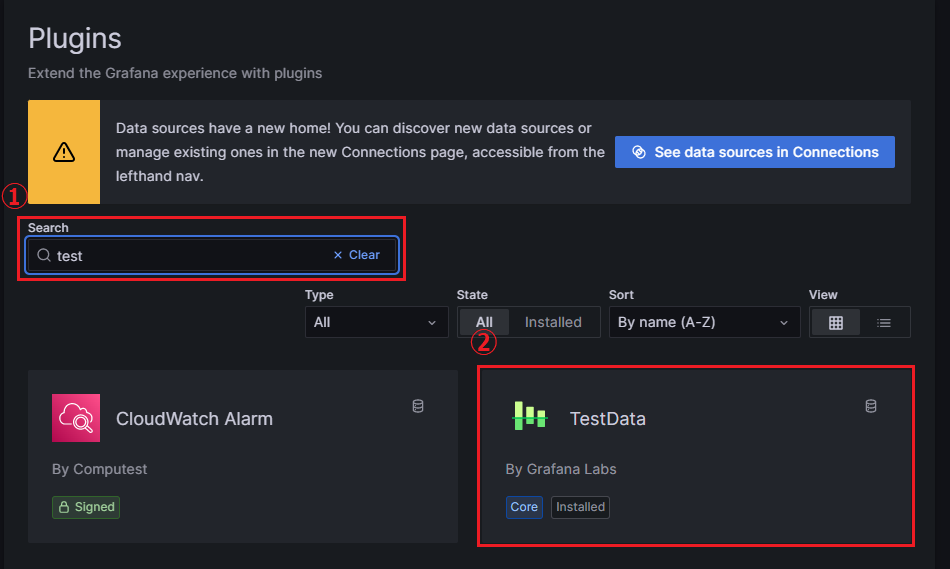 Plugins
Extend the Grafana experience with plugins
Data sources have a new home! You can discover new data sources or
manage existing ones in the new Connections page, accessible from the
lefthand nav.
See data sources in Connections
①
Search
test
Clear
Type
State
Sort
View
All
All
Installed
By name (A-Z)
②
CloudWatch Alarm
By Computest
Signed
TestData
By Grafana Labs
Core
Installed